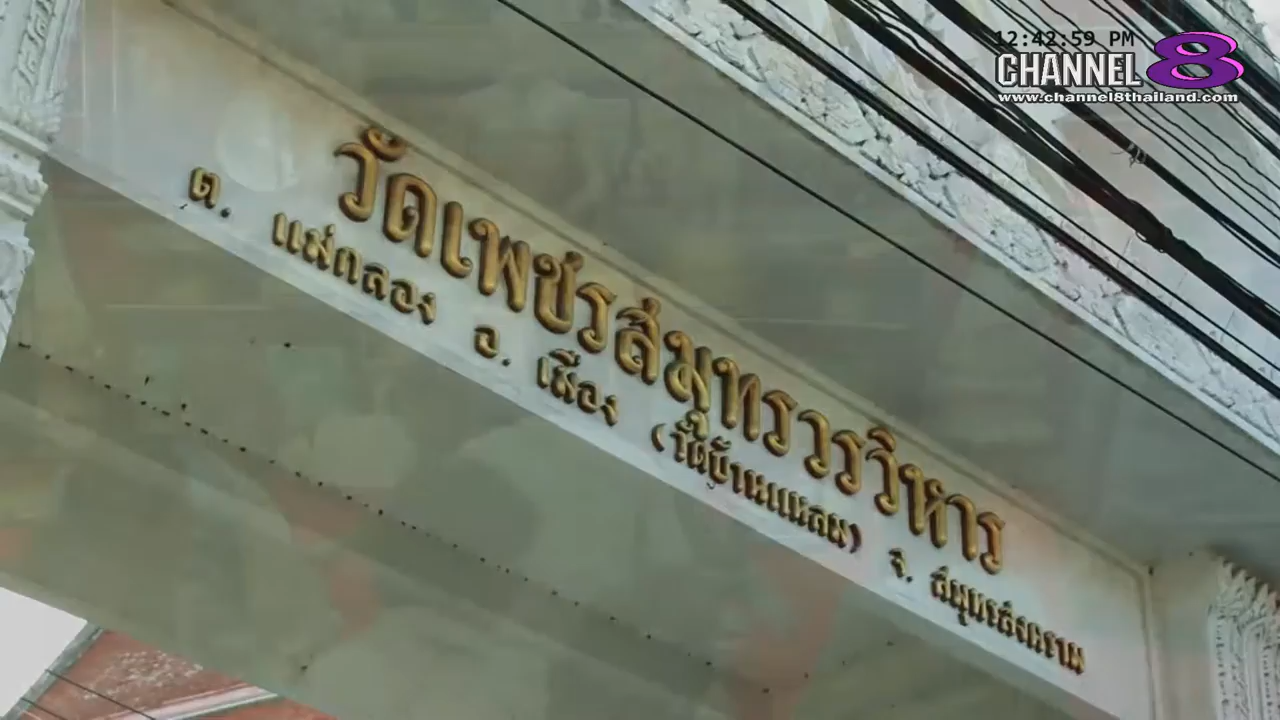 12:42:59 PM
CHANNEL 8
www.channel8thailand.com
วัดเพชรสมุทรวรวิหาร
ต. แม่กลอง อ. เมือง (วัดบ้านแหลม) จ. สมุทรสงคราม